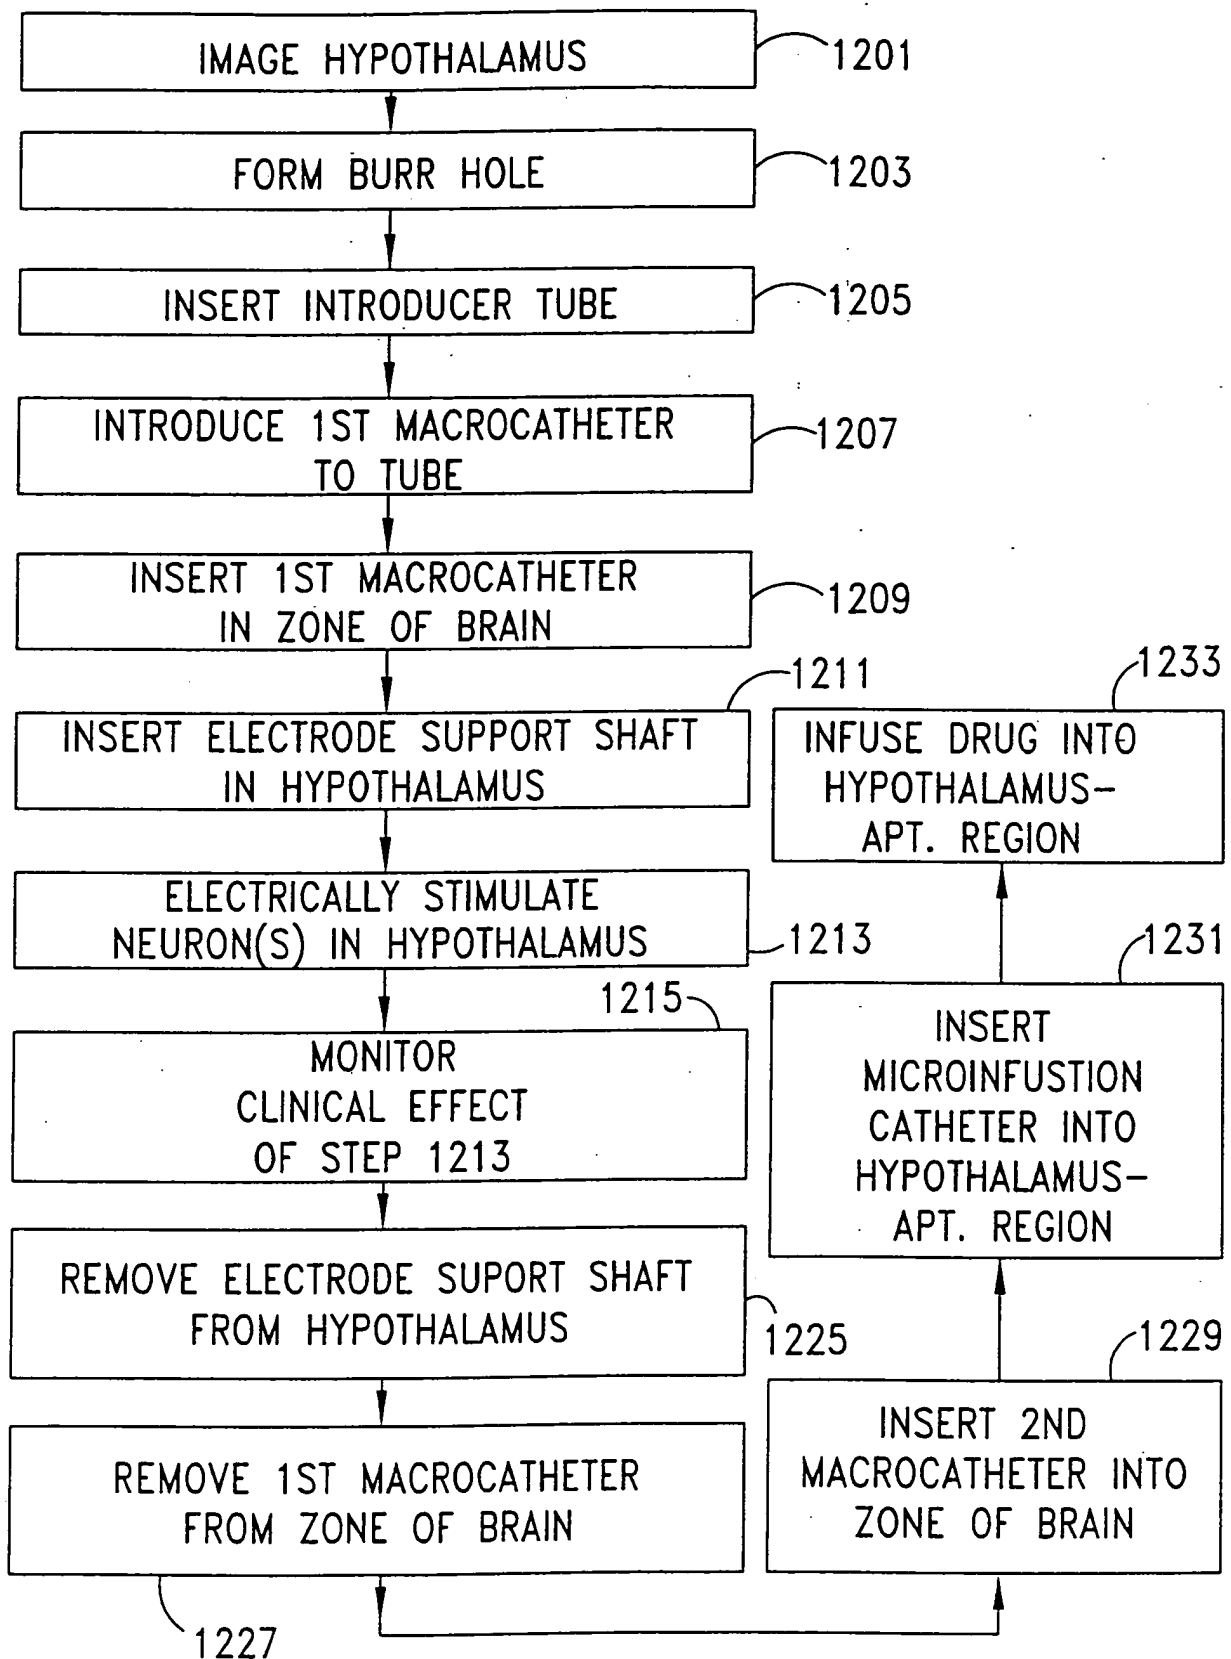 IMAGE HYPOTHALAMUS
1201
FORM BURR HOLE
1203
INSERT INTRODUCER TUBE
1205
INTRODUCE 1ST MACROCATHETER
TO TUBE
1207
INSERT 1ST MACROCATHETER
IN ZONE OF BRAIN
1209
INSERT ELECTRODE SUPPORT SHAFT
IN HYPOTHALAMUS
1211
ELECTRICALLY STIMULATE
NEURON(S) IN HYPOTHALAMUS
1213
MONITOR
CLINICAL EFFECT
OF STEP 1213
1215
REMOVE ELECTRODE SUPORT SHAFT
FROM HYPOTHALAMUS
1225
REMOVE 1ST MACROCATHETER
FROM ZONE OF BRAIN
1227
INSERT 2ND
MACROCATHETER INTO
ZONE OF BRAIN
1229
INSERT
MICROINFUSTION
CATHETER INTO
HYPOTHALAMUS-
APT. REGION
1231
INFUSE DRUG INTO
HYPOTHALAMUS-
APT. REGION
1233